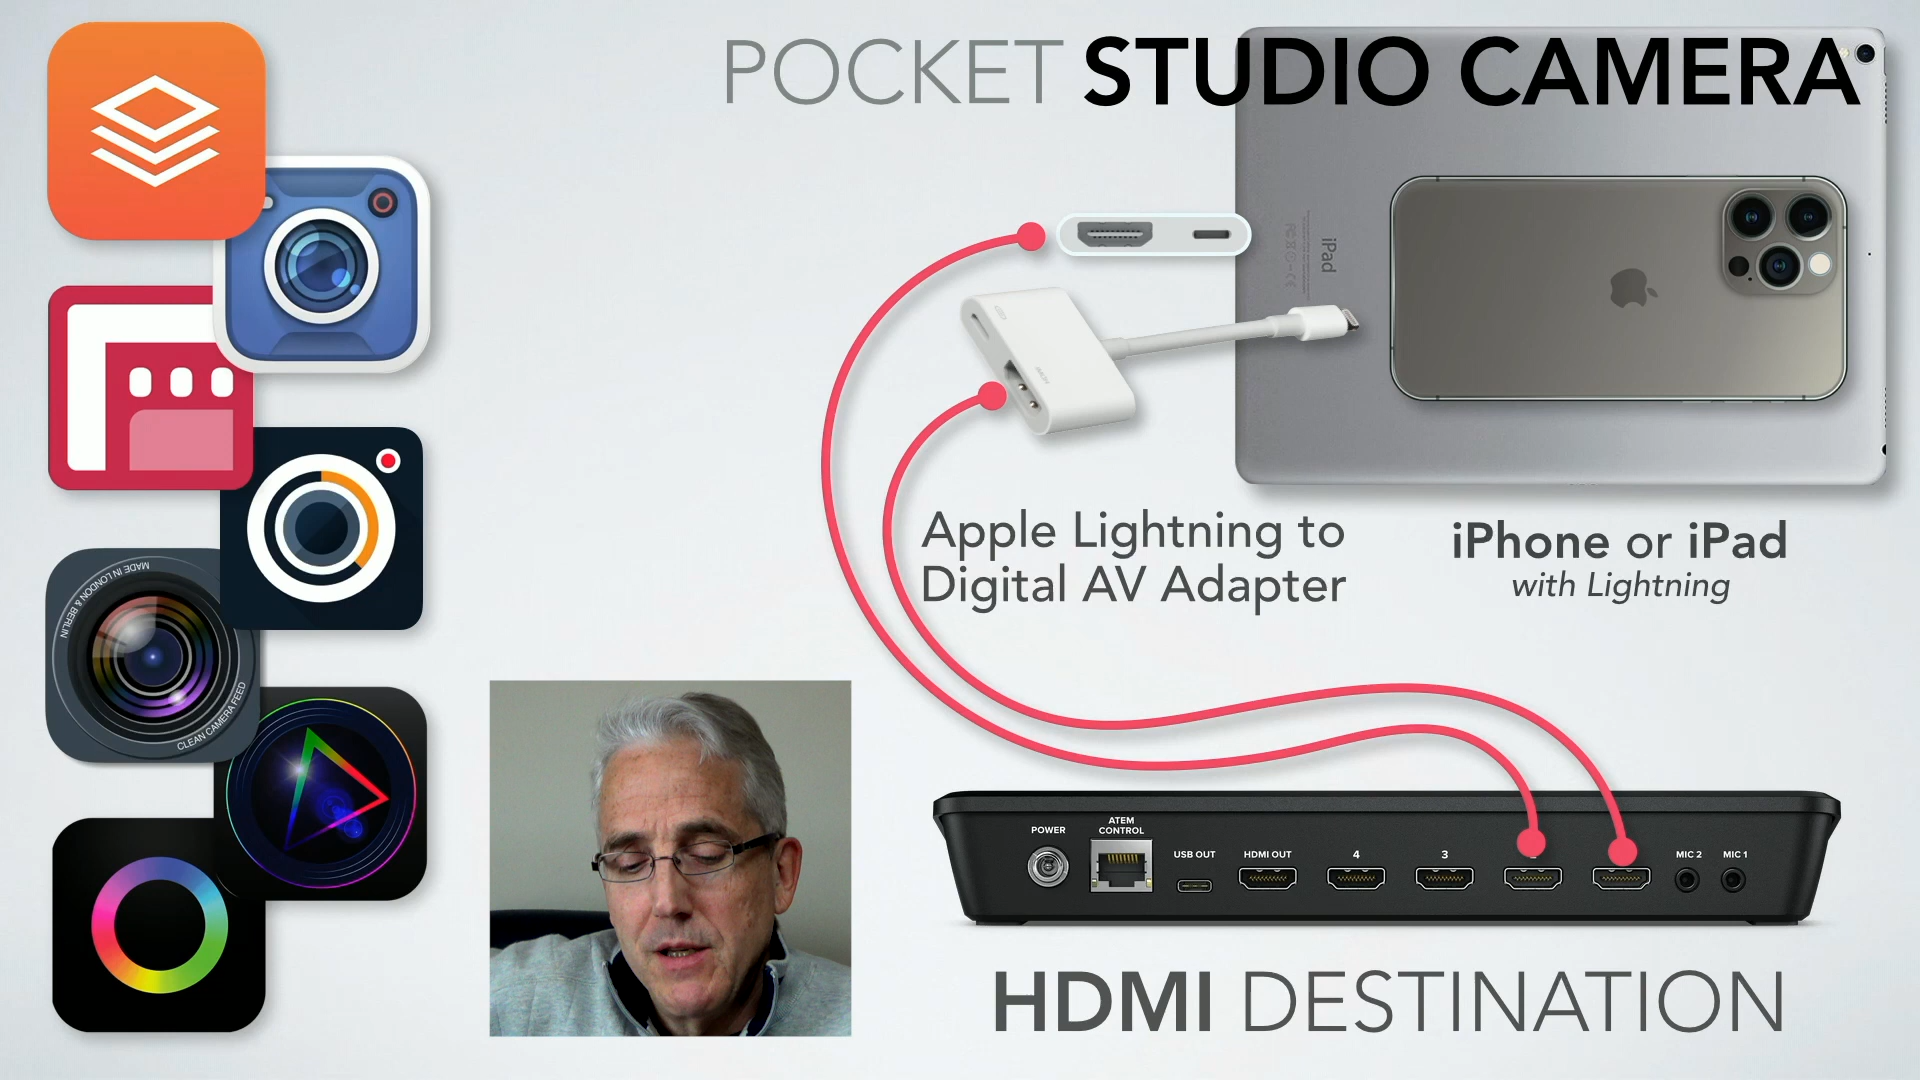 POCKET STUDIO CAMERA
iPad
HDMI
Apple Lightning to
Digital AV Adapter
iPhone or iPad
with Lightning
MADE IN LONDON & BERLIN
CLEAN CAMERA FEED
POWER
ATEM
CONTROL
USB OUT
HDMI OUT
4
3
MIC 2
MIC 1
HDMI DESTINATION